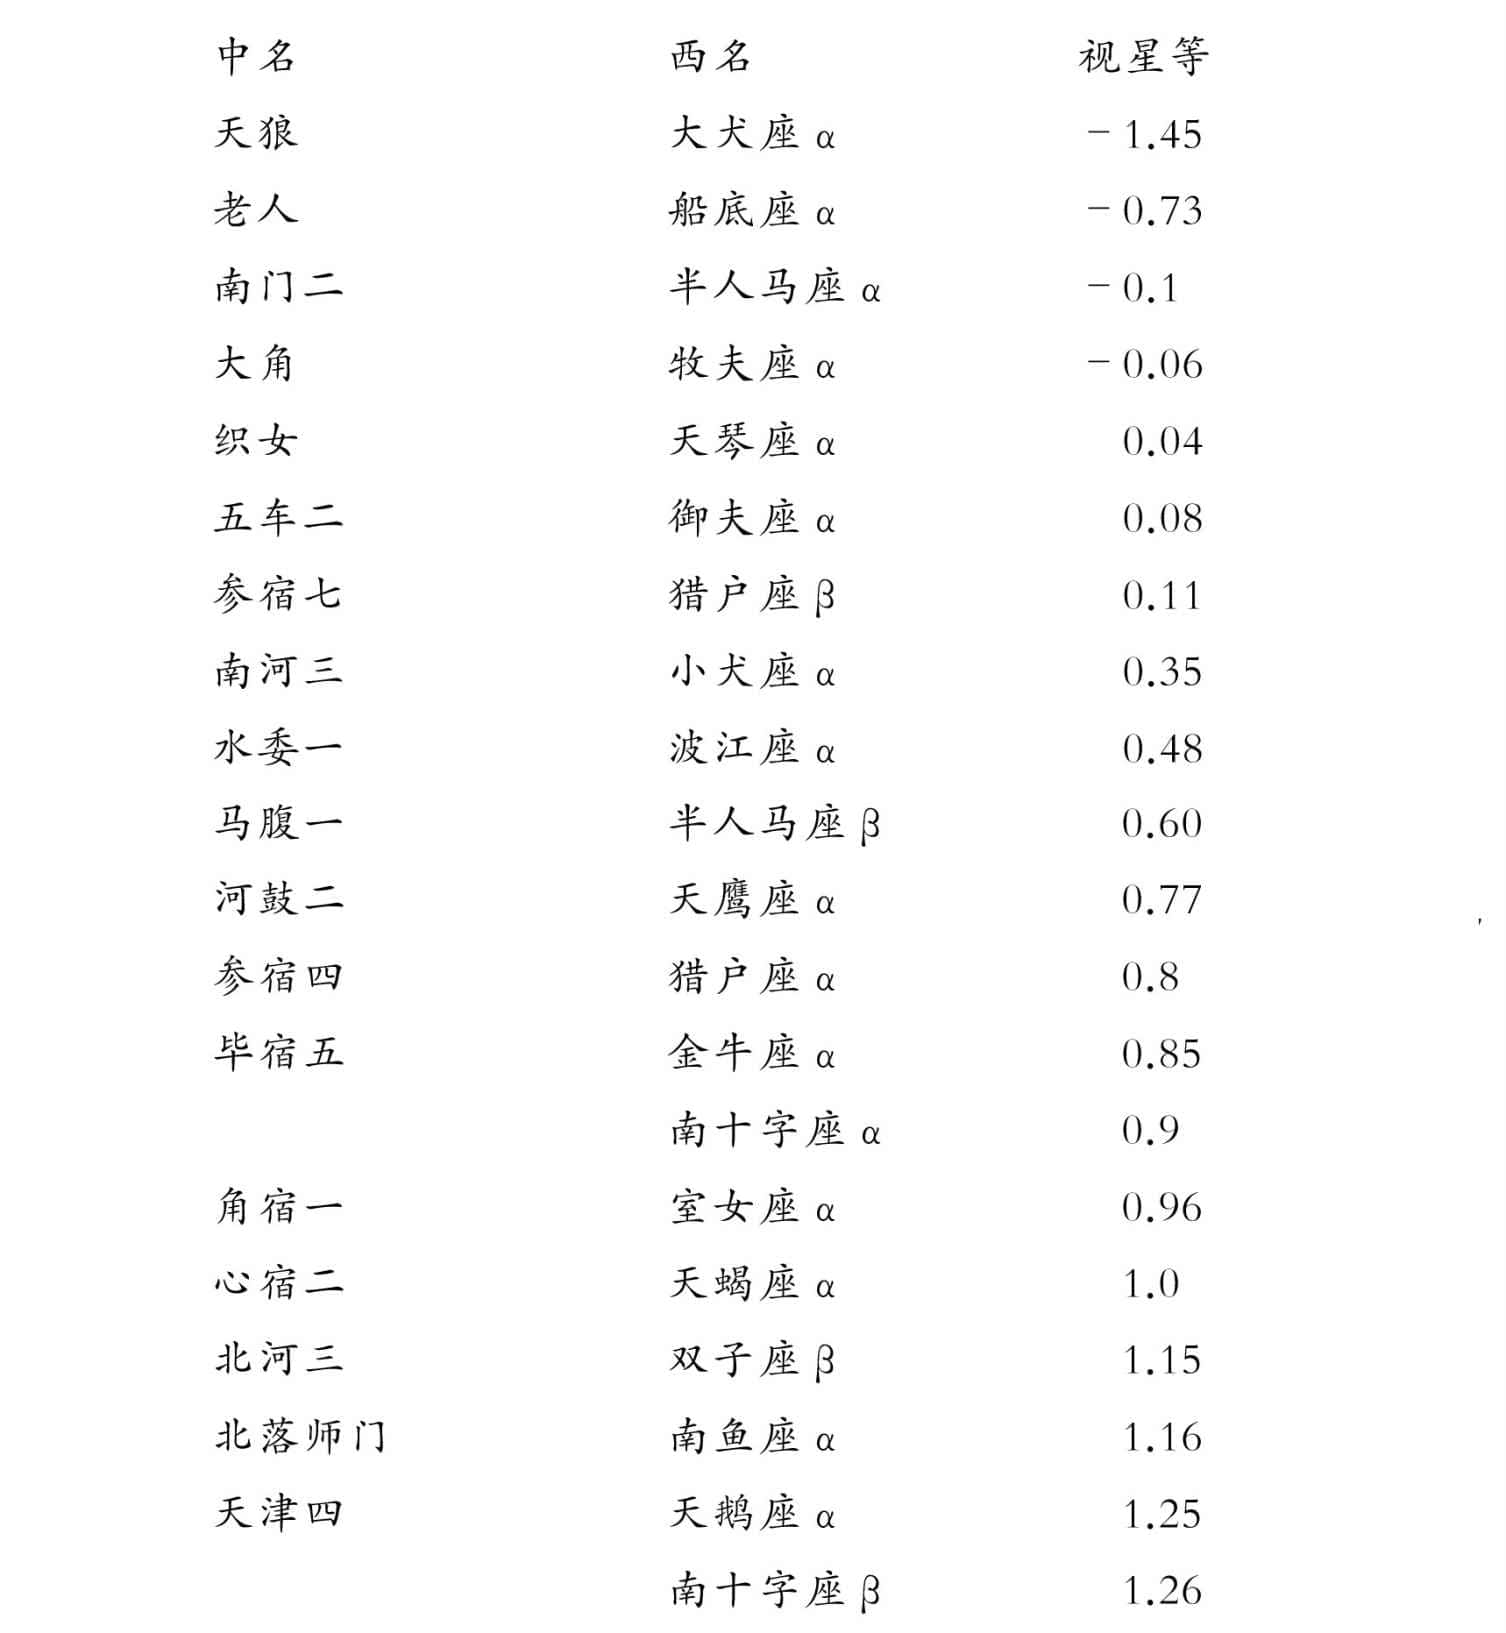 中名 西名 视星等
天狼 大犬座α －1.45
老人 船底座α －0.73
南门二 半人马座α －0.1
大角 牧夫座α －0.06
织女 天琴座α 0.04
五车二 御夫座α 0.08
参宿七 猎户座β 0.11
南河三 小犬座α 0.35
水委一 波江座α 0.48
马腹一 半人马座β 0.60
河鼓二 天鹰座α 0.77
参宿四 猎户座α 0.8
毕宿五 金牛座α 0.85
南十字座α 0.9
角宿一 室女座α 0.96
心宿二 天蝎座α 1.0
北河三 双子座β 1.15
北落师门 南鱼座α 1.16
天津四 天鹅座α 1.25
南十字座β 1.26